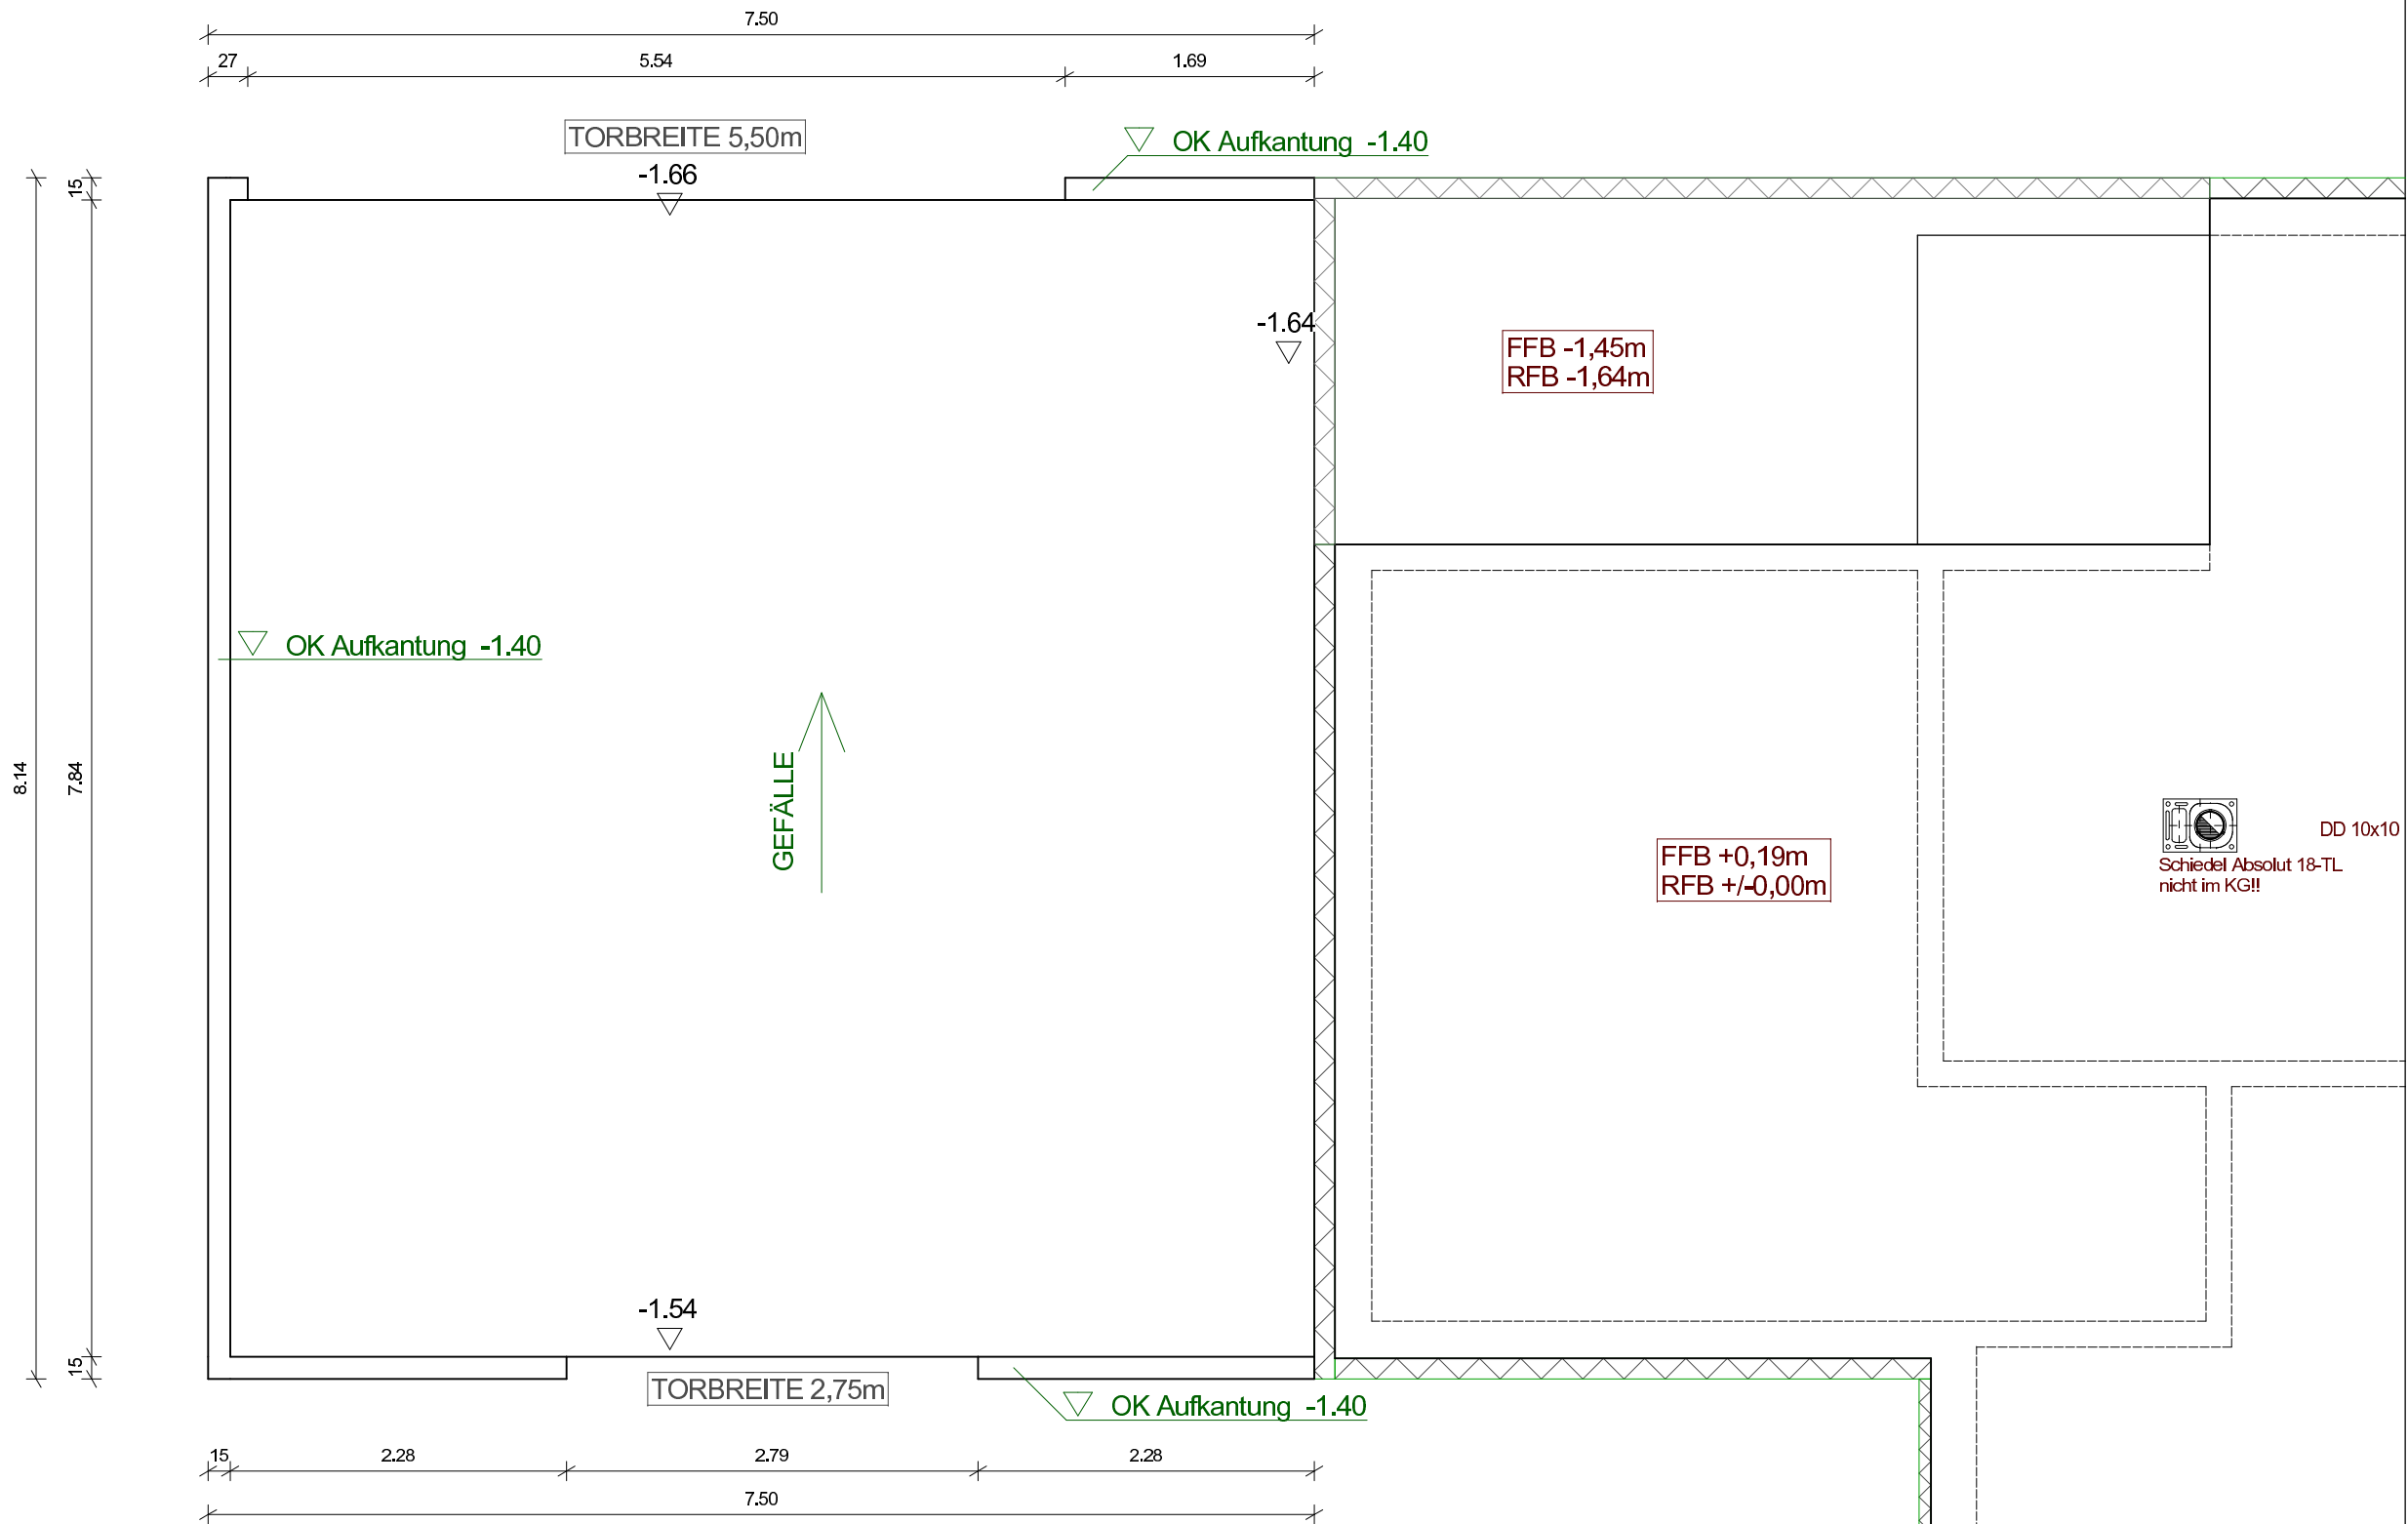 7.50
27
5.54
1.69
TORBREITE 5,50m
OK Aufkantung -1.40
-1.66
15
-1.64
FFB -1,45m
RFB -1,64m
OK Aufkantung -1.40
GEFÄLLE
8.14
7.84
DD 10x10
FFB +0,19m
RFB +/-0,00m
Schiedel Absolut 18-TL
nicht im KG!!
-1.54
15
TORBREITE 2,75m
OK Aufkantung -1.40
15
2.28
2.79
2.28
7.50